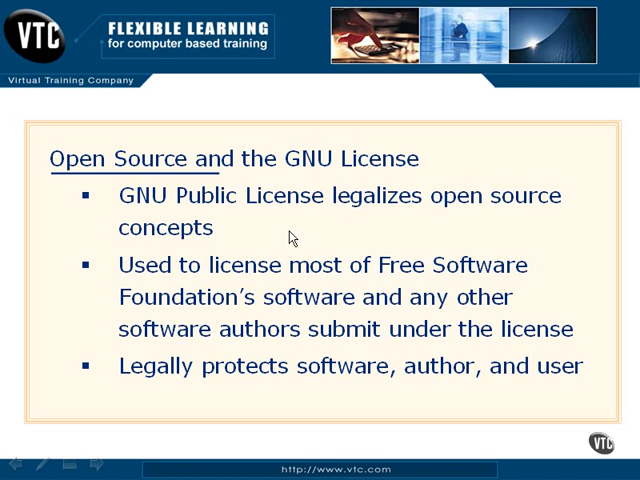 VTC
FLEXIBLE LEARNING
for computer based training
Virtual Training Company
Open Source and the GNU License
▪ GNU Public License legalizes open source
concepts
▪ Used to license most of Free Software
Foundation’s software and any other
software authors submit under the license
▪ Legally protects software, author, and user
VTC
http://www.vtc.com